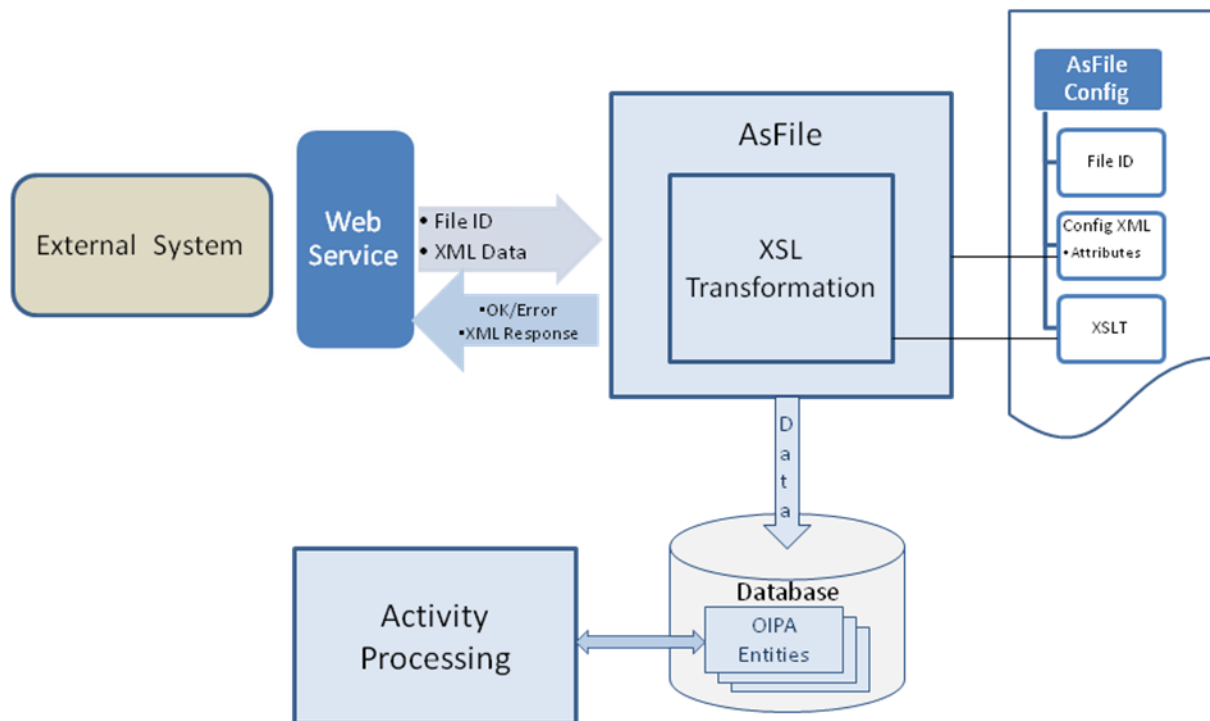 External System
Web
Service
• File ID
• XML Data
▪OK/Error
▪XML Response
AsFile
XSL
Transformation
AsFile
Config
File ID
Config XML
• Attributes
XSLT
Data
Database
OIPA
Entities
Activity
Processing